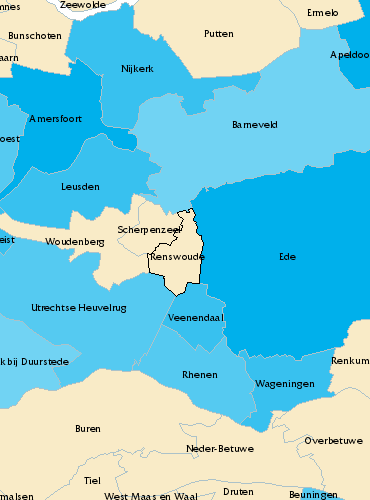 Zeewolde
nnes
Ermelo
Bunschoten
Putten
aarn
Apeldoo
Nijkerk
Amersfoort
Barneveld
oest
Leusden
Scherpenzeel
eist
Woudenberg
Renswoude
Ede
Utrechtse Heuvelrug
Veenendaal
k bij Duurstede
Renkum
Rhenen
Wageningen
Buren
Overbetuwe
Neder-Betuwe
Tiel
Druten
malsen
West Maas en Waal
Beuningen